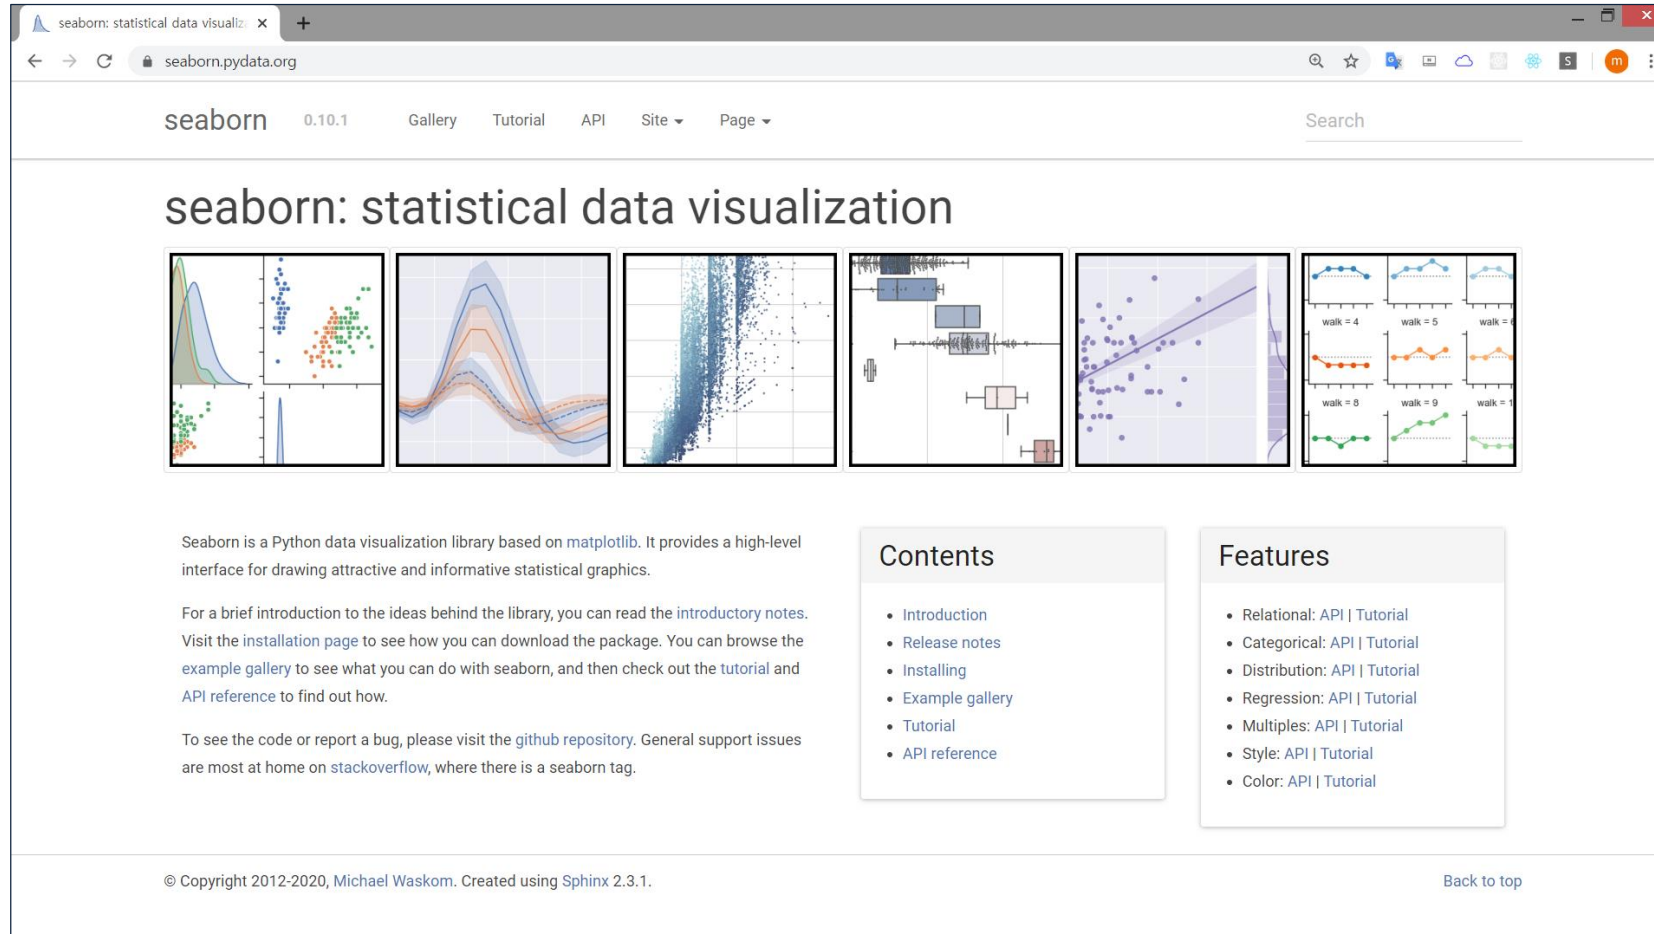 seaborn: statistical data visualiz
seaborn.pydata.org
S
m
seaborn 0.10.1 Gallery Tutorial API Site Page Search
seaborn: statistical data visualization
walk = 4 walk = 5 walk = 6
walk = 8 walk = 9 walk = 1
Seaborn is a Python data visualization library based on matplotlib. It provides a high-level
interface for drawing attractive and informative statistical graphics.
For a brief introduction to the ideas behind the library, you can read the introductory notes.
Visit the installation page to see how you can download the package. You can browse the
example gallery to see what you can do with seaborn, and then check out the tutorial and
API reference to find out how.
To see the code or report a bug, please visit the github repository. General support issues
are most at home on stackoverflow, where there is a seaborn tag.
Contents
• Introduction
• Release notes
• Installing
• Example gallery
• Tutorial
• API reference
Features
• Relational: API | Tutorial
• Categorical: API | Tutorial
• Distribution: API | Tutorial
• Regression: API | Tutorial
• Multiples: API | Tutorial
• Style: API | Tutorial
• Color: API | Tutorial
© Copyright 2012-2020, Michael Waskom. Created using Sphinx 2.3.1.
Back to top